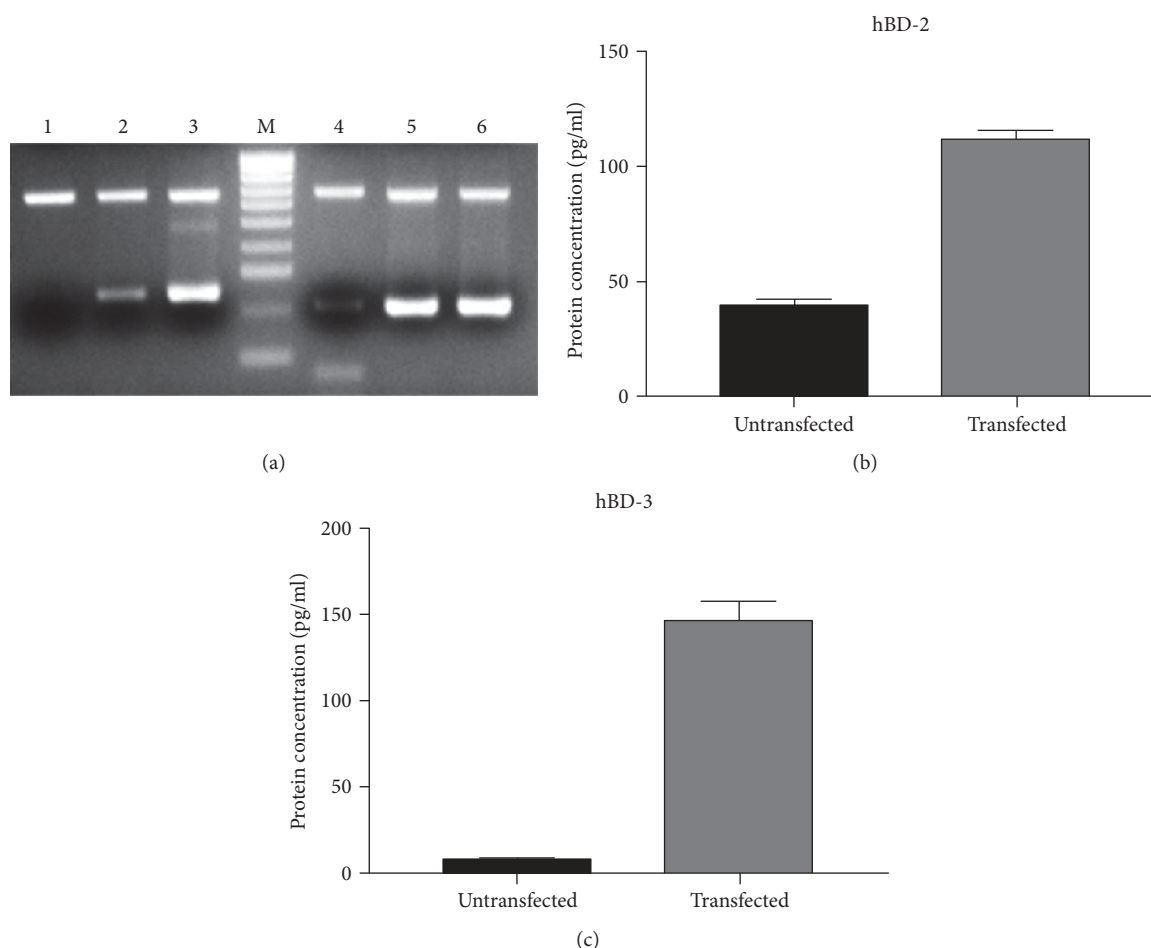 1 2 3 M 4 5 6
(a)
hBD-2
Protein concentration (pg/ml)
150
100
50
0
Untransfected Transfected
(b)
hBD-3
Protein concentration (pg/ml)
200
150
100
50
0
Untransfected Transfected
(c)